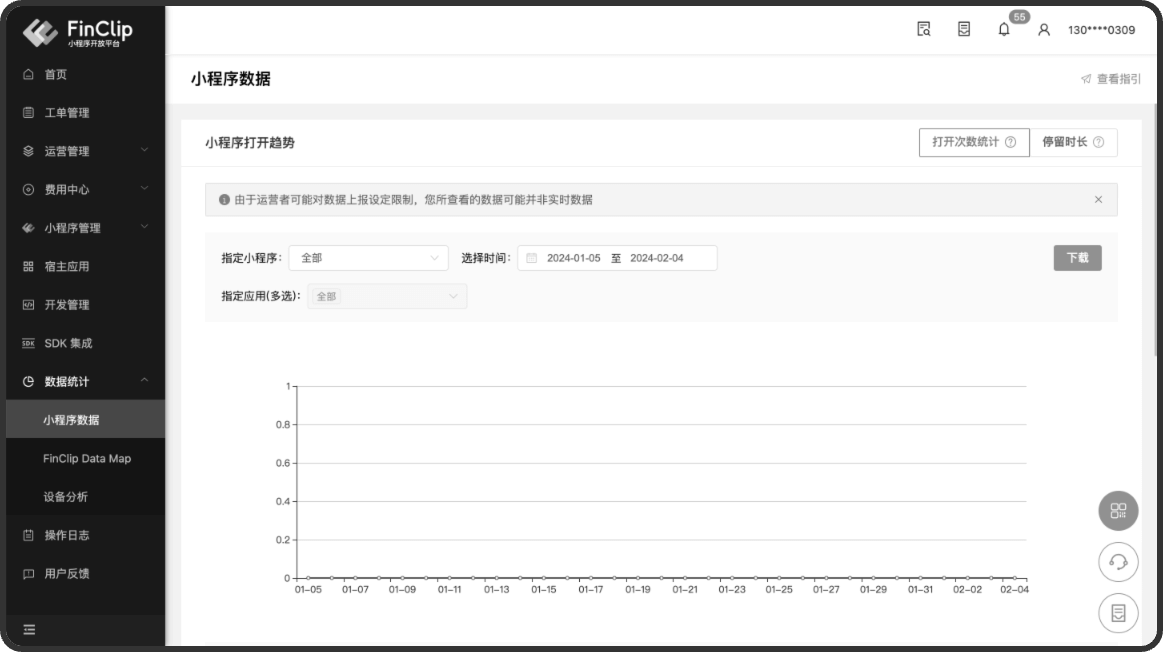 FinClip
小程序开放平台
55
130****0309
首页
工单管理
运营管理
费用中心
小程序管理
宿主应用
开发管理
SDK SDK 集成
数据统计
小程序数据
FinClip Data Map
设备分析
操作日志
用户反馈
小程序数据
查看指引
小程序打开趋势
打开次数统计
停留时长
由于运营者可能对数据上报设定限制，您所查看的数据可能并非实时数据
指定小程序： 全部 选择时间： 2024-01-05 至 2024-02-04 下载
指定应用(多选)： 全部
1
0.8
0.6
0.4
0.2
0
01-05 01-07 01-09 01-11 01-13 01-15 01-17 01-19 01-21 01-23 01-25 01-27 01-29 01-31 02-02 02-04